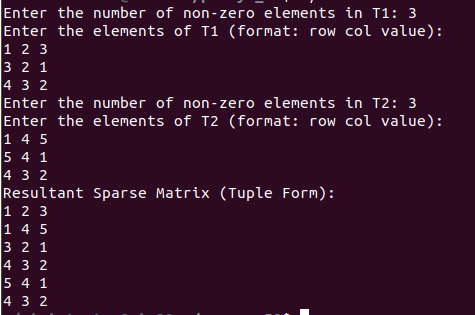 Enter the number of non-zero elements in T1: 3
Enter the elements of T1 (format: row col value):
1 2 3
3 2 1
4 3 2
Enter the number of non-zero elements in T2: 3
Enter the elements of T2 (format: row col value):
1 4 5
5 4 1
4 3 2
Resultant Sparse Matrix (Tuple Form):
1 2 3
1 4 5
3 2 1
4 3 2
5 4 1
4 3 2